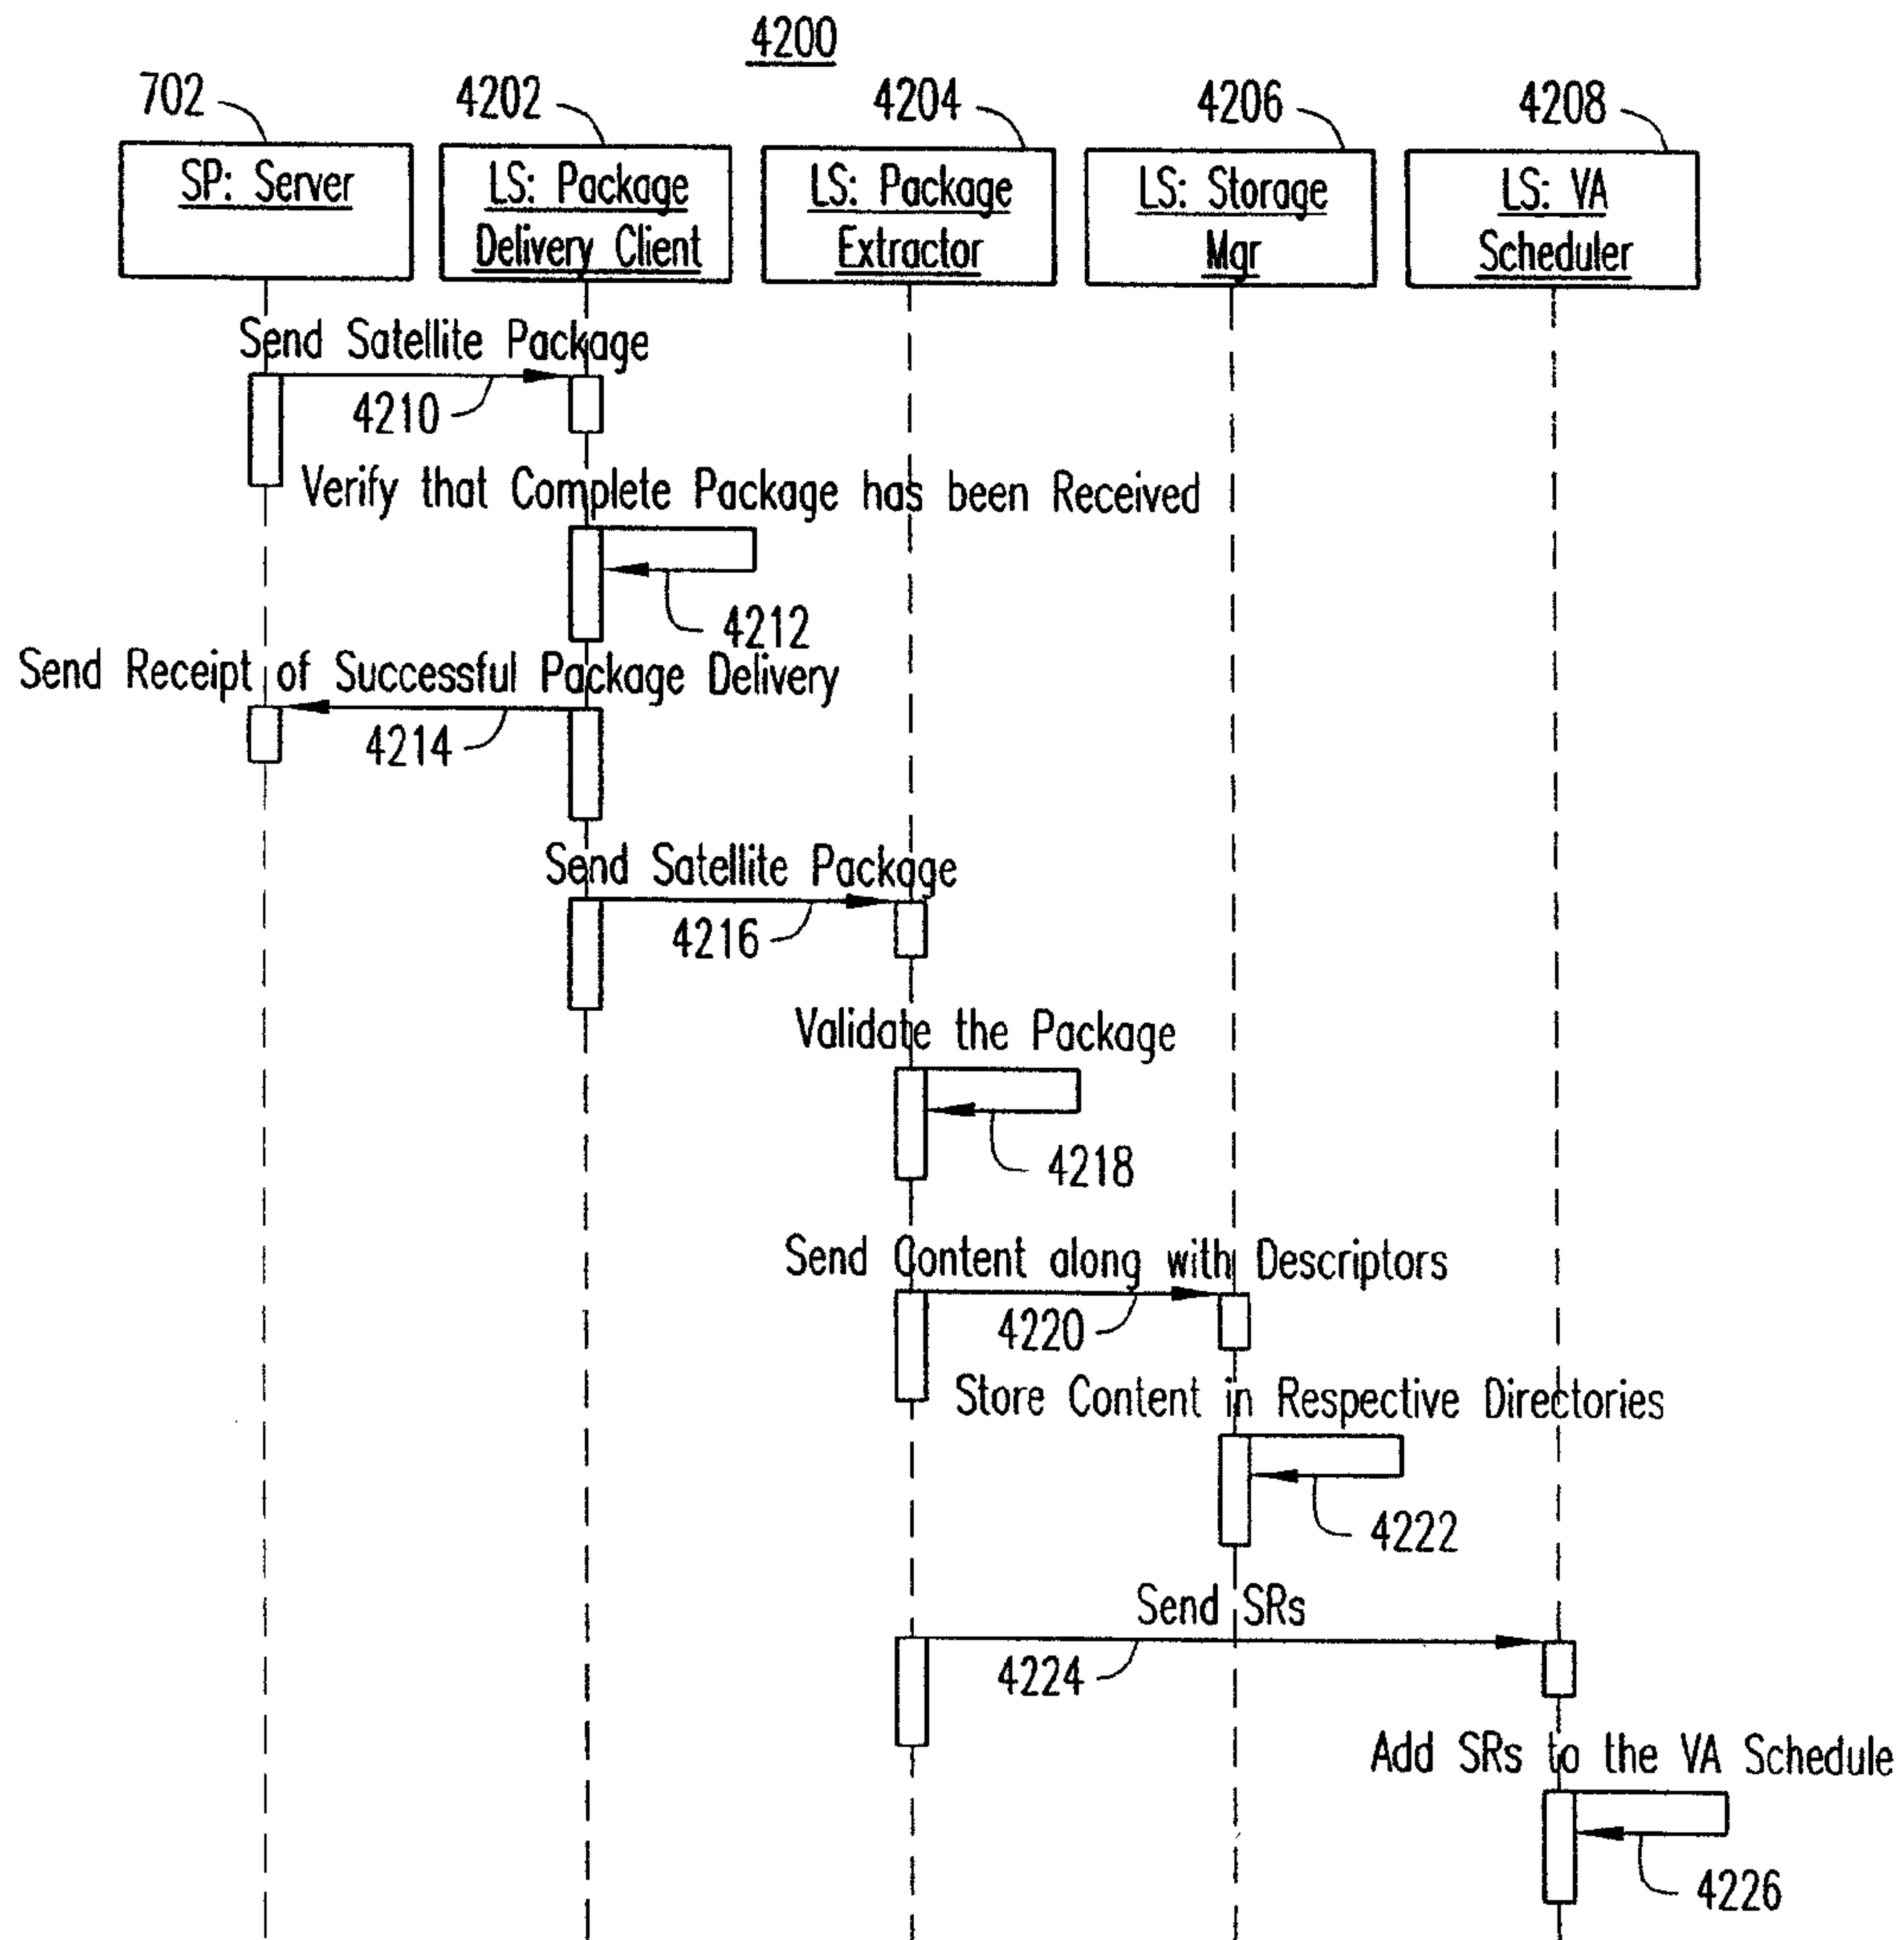 4200
702
4202
4204
4206
4208
SP: Server
LS: Package
Delivery Client
LS: Package
Extractor
LS: Storage
Mgr
LS: VA
Scheduler
Send Satellite Package
4210
Verify that Complete Package has been Received
4212
Send Receipt of Successful Package Delivery
4214
Send Satellite Package
4216
Validate the Package
4218
Send Content along with Descriptors
4220
Store Content in Respective Directories
4222
Send SRs
4224
Add SRs to the VA Schedule
4226